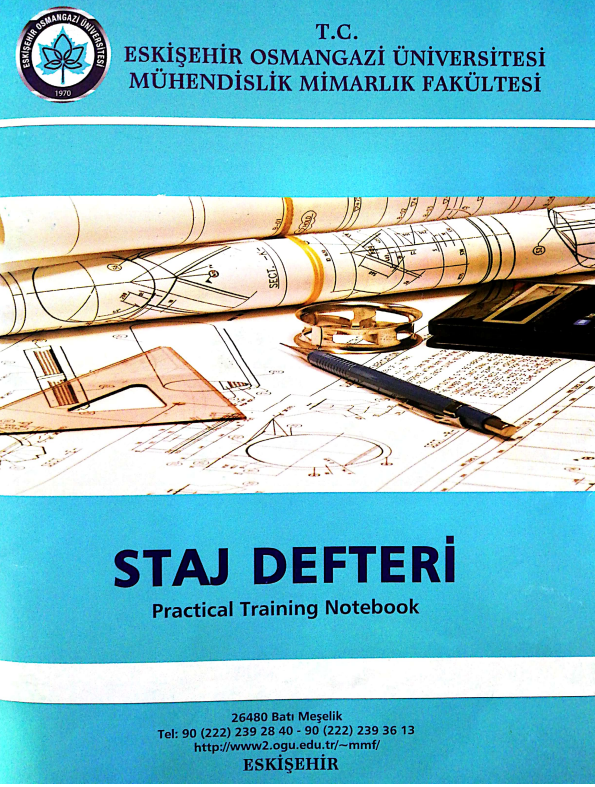 T.C.
ESKİŞEHİR OSMANGAZİ ÜNİVERSİTESİ
MÜHENDİSLİK MİMARLIK FAKÜLTESİ
ESKİŞEHİR OSMANGAZİ ÜNİVERSİTESİ
1970
SECT.
STAJ DEFTERİ
Practical Training Notebook
26480 Batı Meşelik
Tel: 90 (222) 239 28 40 - 90 (222) 239 36 13
http://www2.ogu.edu.tr/~mmf/
ESKİŞEHİR